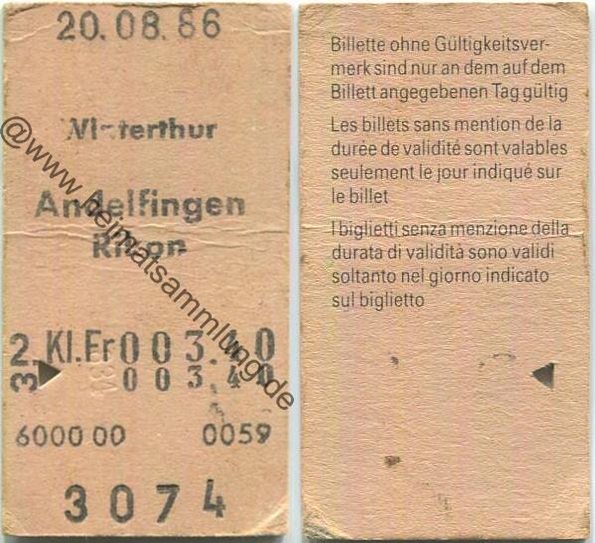 20.08.86
Winterthur
Andelfingen
Rikon
2. Kl. Fr 003.40
3 003.40
6000 00 0059
3074
@www.heimatsammlung.de
Billette ohne Gültigkeitsver-
merk sind nur an dem auf dem
Billett angegebenen Tag gültig
Les billets sans mention de la
durée de validité sont valables
seulement le jour indiqué sur
le billet
I biglietti senza menzione della
durata di validità sono validi
soltanto nel giorno indicato
sul biglietto